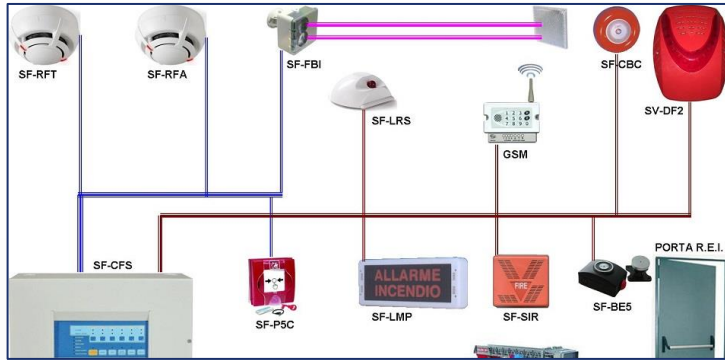 SF-RFT
SF-RFA
SF-FBI
SF-CBC
SV-DF2
SF-LRS
GSM
SF-CFS
PORTA R.E.I.
ALLARME
INCENDIO
FIRE
SF-P5C
SF-LMP
SF-SIR
SF-BE5